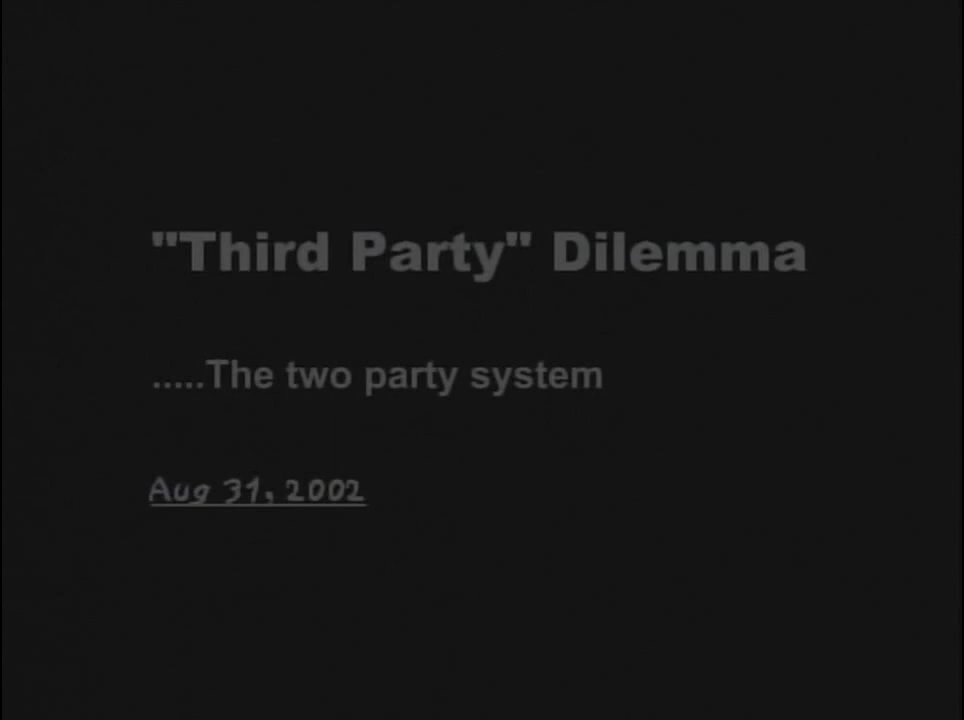 "Third Party" Dilemma
.....The two party system
Aug 31, 2002